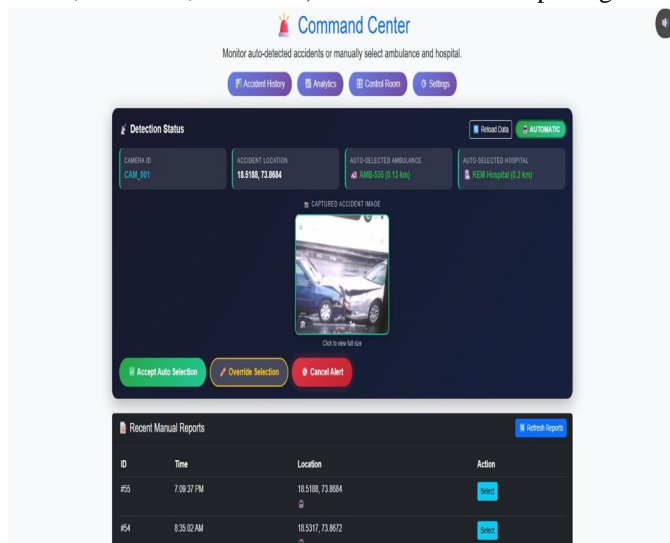 Command Center
Monitor auto-detected accidents or manually select ambulance and hospital.
Accident History Analytics Control Room Settings
Detection Status Reload Data AUTOMATIC
CAMERA ID ACCIDENT LOCATION AUTO-SELECTED AMBULANCE AUTO-SELECTED HOSPITAL
CAM_001 18.5188, 73.8684 AMB-535 (0.13 km) KEM Hospital (0.2 km)
CAPTURED ACCIDENT IMAGE
Click to view full size
Accept Auto Selection Override Selection Cancel Alert
Recent Manual Reports Refresh Reports
ID Time Location Action
#55 7:09:37 PM 18.5188, 73.8684 Select
#54 8:35:02 AM 18.5317, 73.8672 Select